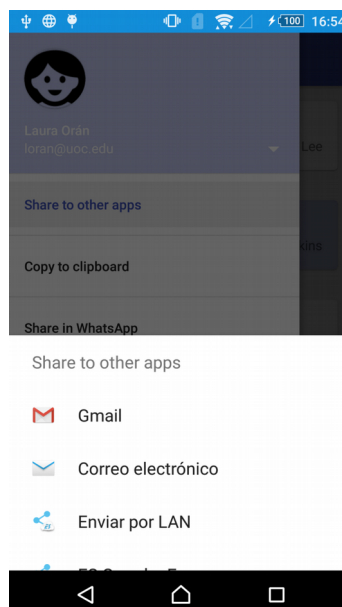 100 16:54
Laura Orán
loran@uoc.edu
Lee
Share to other apps
kins
Copy to clipboard
Share in WhatsApp
Share to other apps
Gmail
Correo electrónico
Enviar por LAN